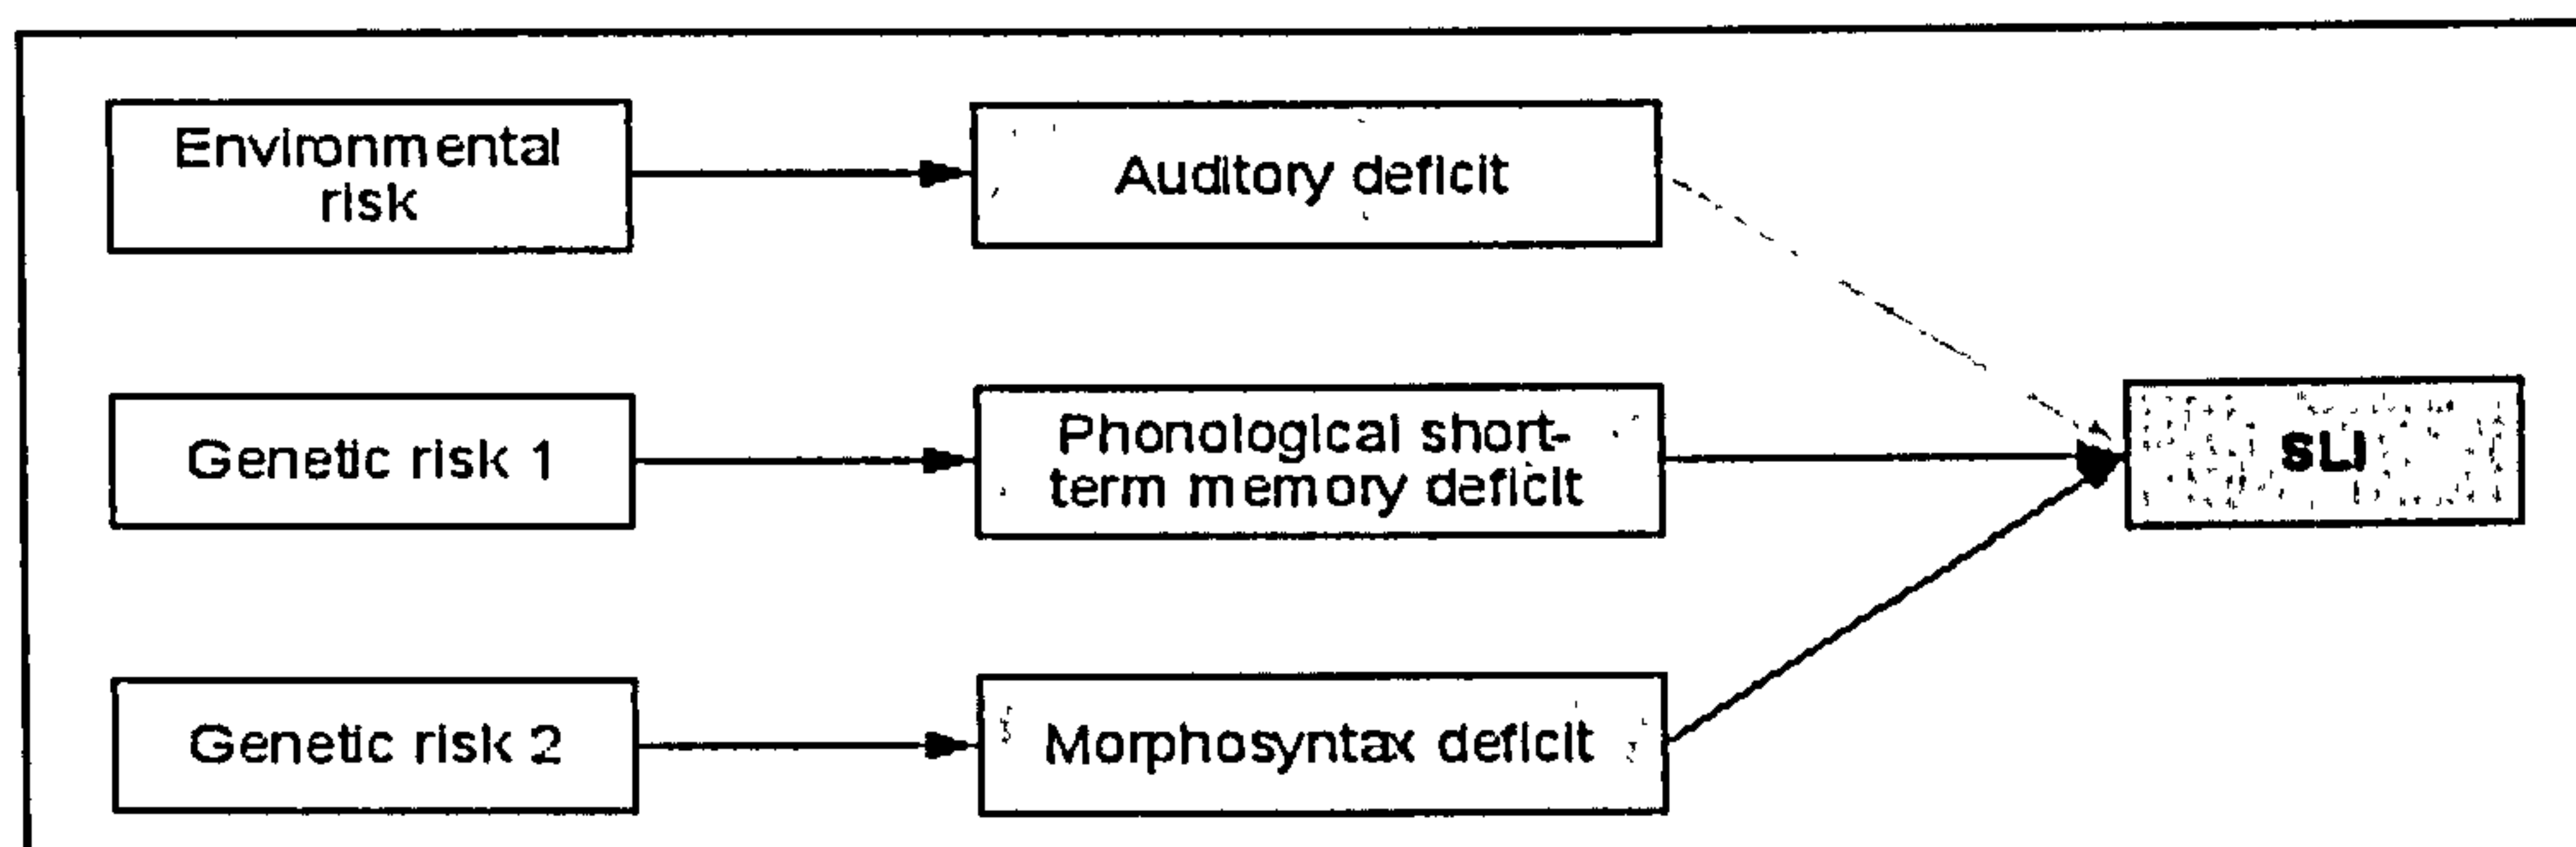 Environmental
risk
Auditory deficit
Genetic risk 1
Phonological short-
term memory deficit
SLI
Genetic risk 2
Morphosyntax deficit